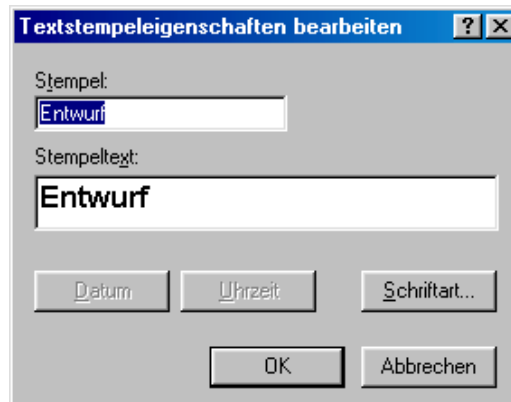 Textstempeleigenschaften bearbeiten ? X
Stempel:
Entwurf
Stempeltext:
Entwurf
Datum Uhrzeit Schriftart...
OK Abbrechen